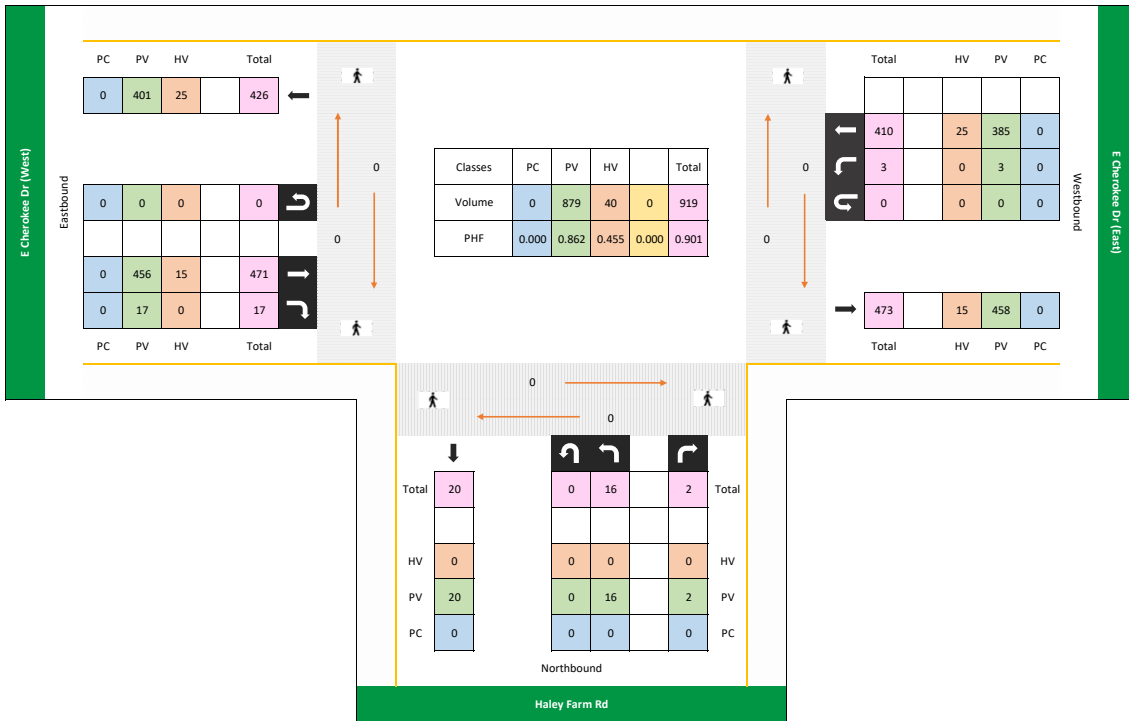 PC PV HV Total
0 401 25 426
E Cherokee Dr (West)
Eastbound
0 0 0 0
0 456 15 471
0 17 0 17
PC PV HV Total
0
0
Classes PC PV HV Total
Volume 0 879 40 0 919
PHF 0.000 0.862 0.455 0.000 0.901
0
0
Total HV PV PC
410 25 385 0
3 0 3 0
0 0 0 0
Westbound
E Cherokee Dr (East)
473 15 458 0
Total HV PV PC
0
0
Total 20 0 16 2 Total
HV 0 0 0 0 HV
PV 20 0 16 2 PV
PC 0 0 0 0 PC
Northbound
Haley Farm Rd